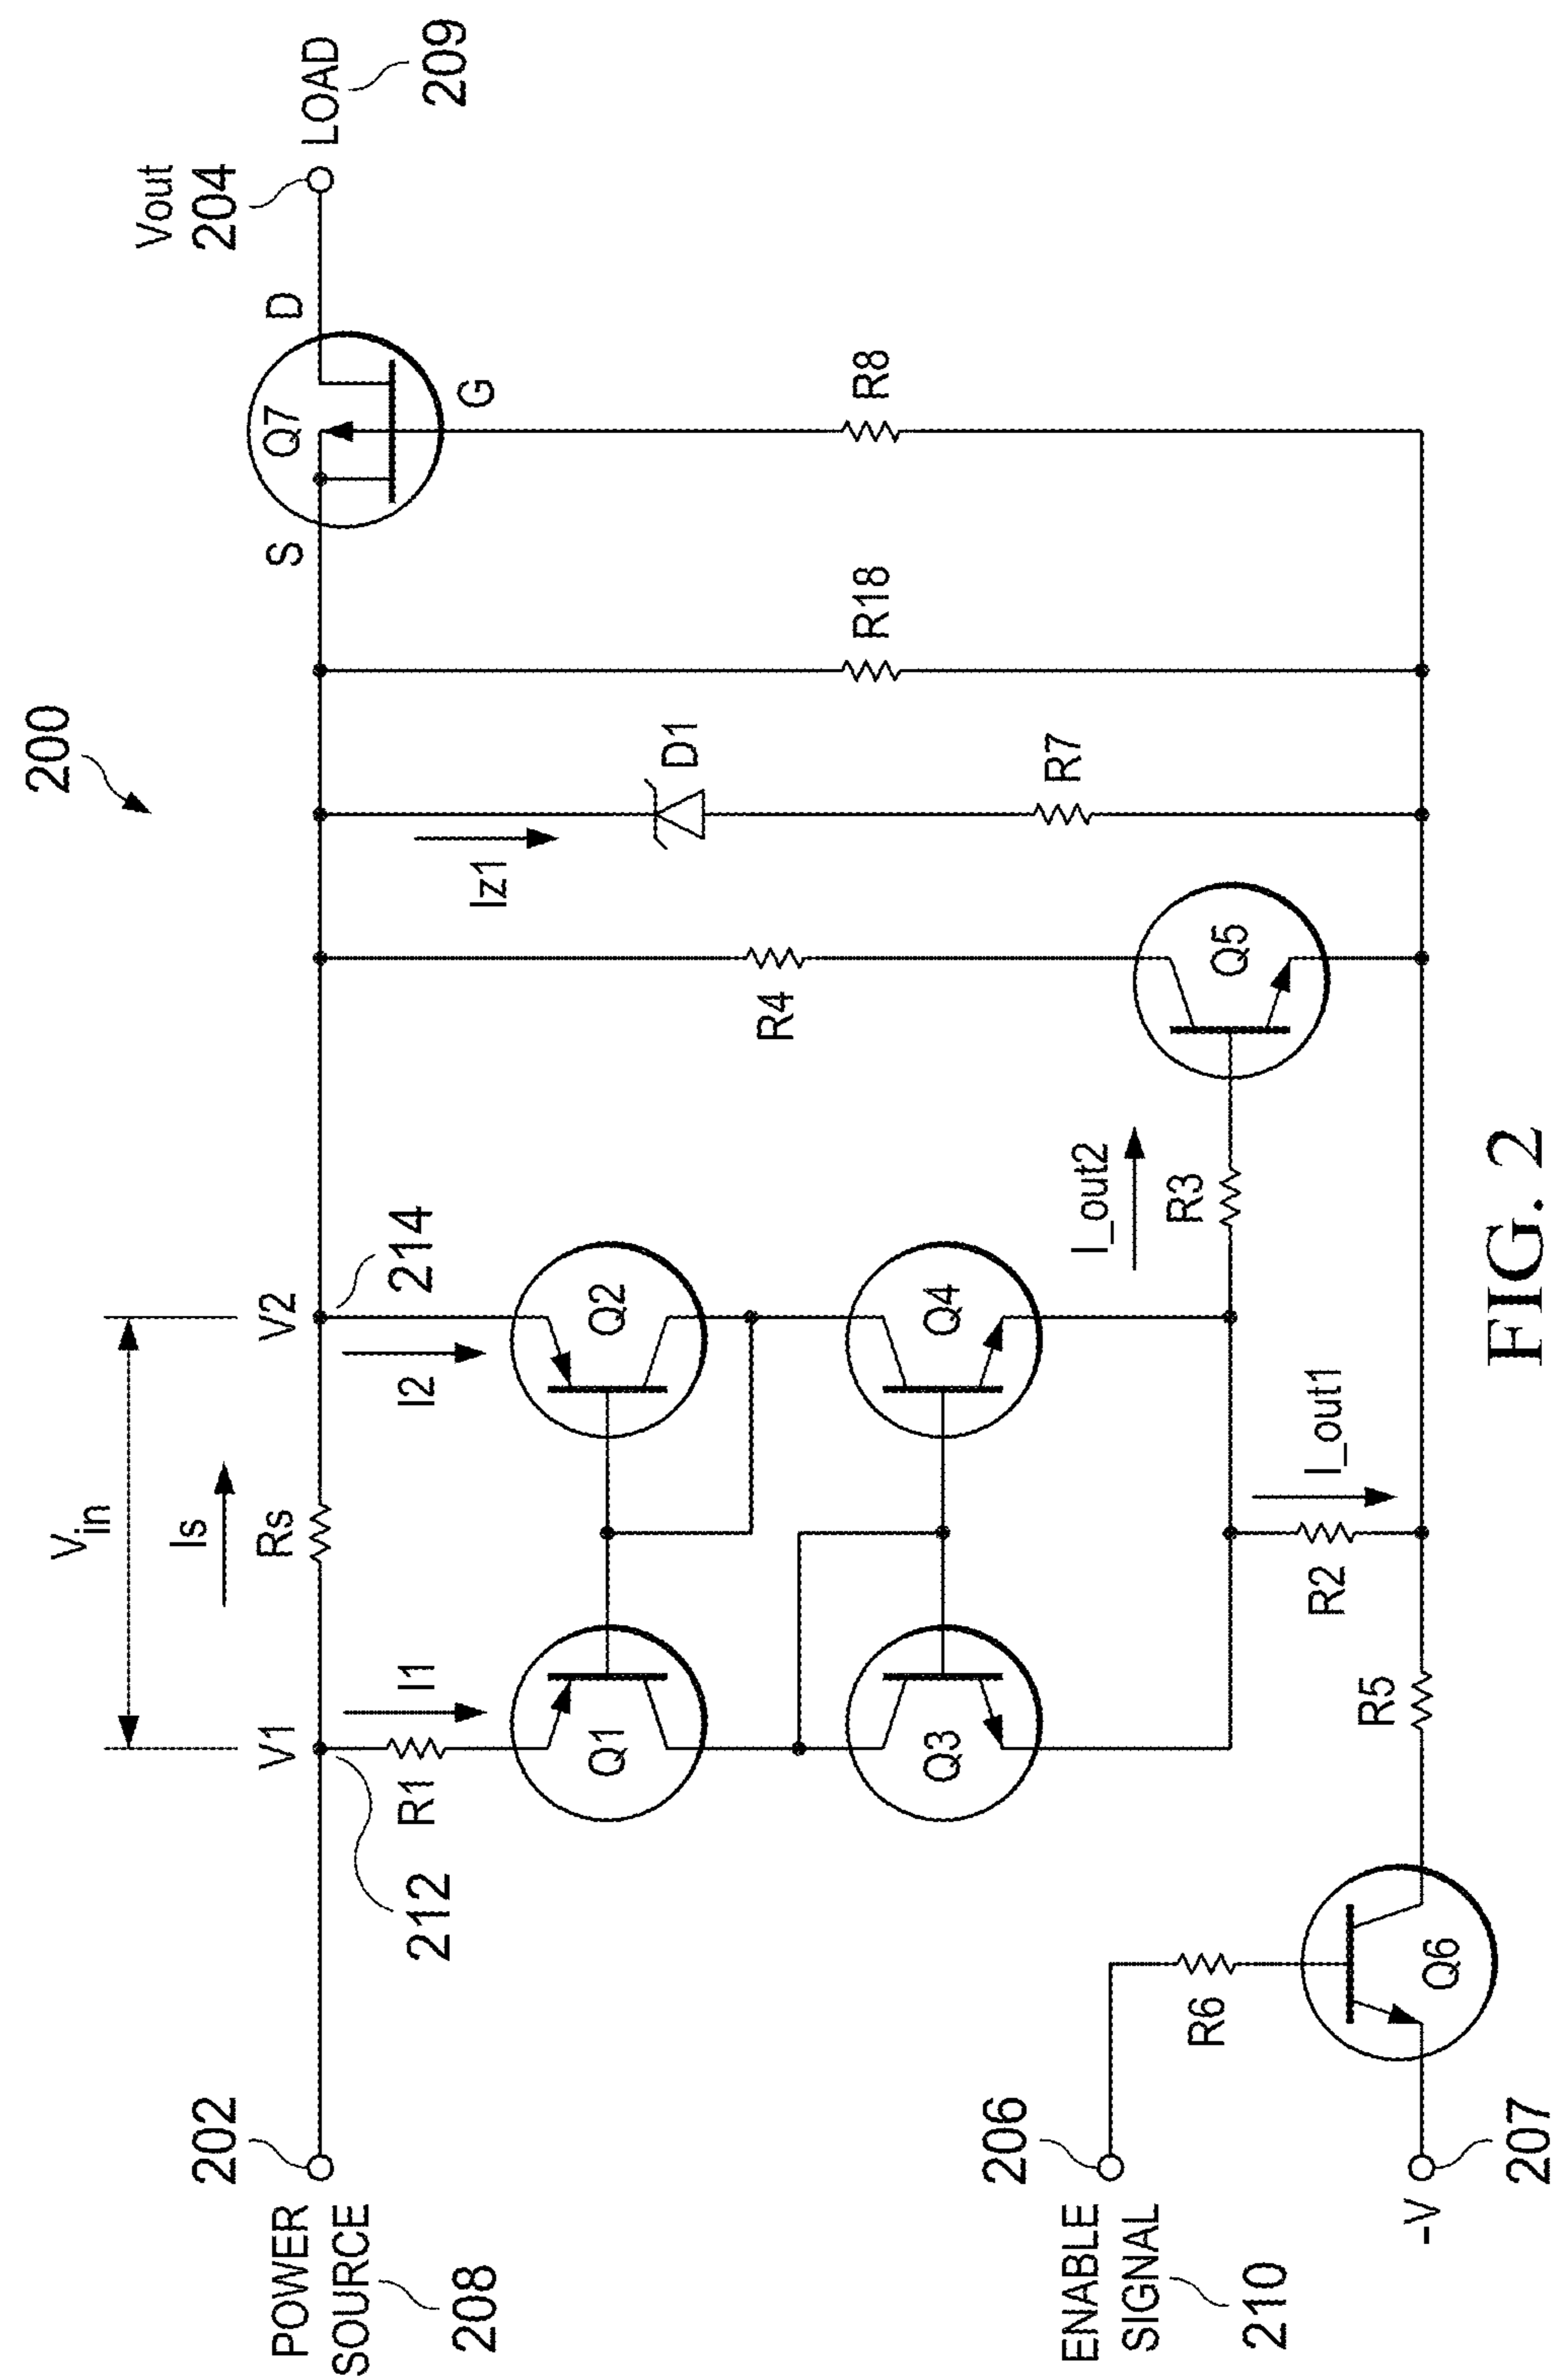 200
V_in
Is
V1
Rs
V2
S
Q7
D
Vout
204
LOAD
209
G
202
POWER
SOURCE
208
212
214
R1
I1
I2
Q1
Q2
Iz1
D1
R4
R18
R8
Q3
Q4
I_out2
R3
Q5
R7
206
ENABLE
SIGNAL
210
R6
R2
I_out1
R5
Q6
-V
207
FIG. 2